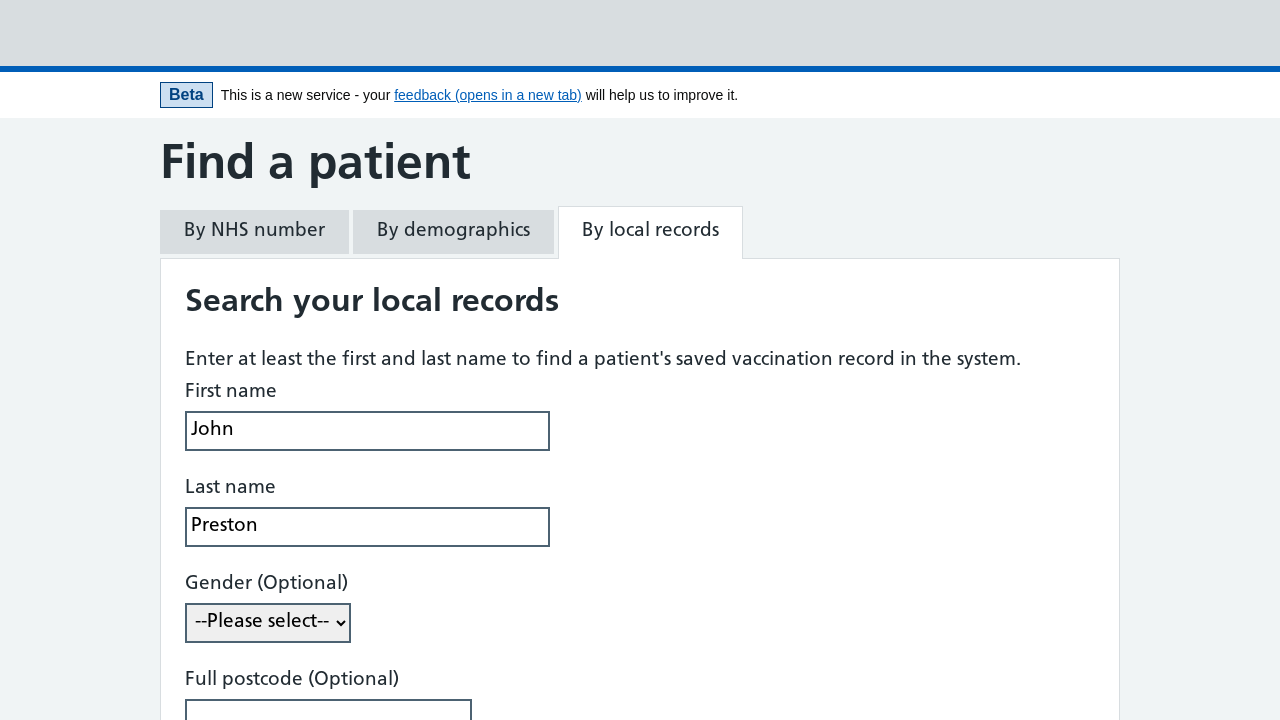 Beta This is a new service - your feedback (opens in a new tab) will help us to improve it.
Find a patient
By NHS number By demographics By local records
Search your local records
Enter at least the first and last name to find a patient's saved vaccination record in the system.
First name
John
Last name
Preston
Gender (Optional)
--Please select--
Full postcode (Optional)